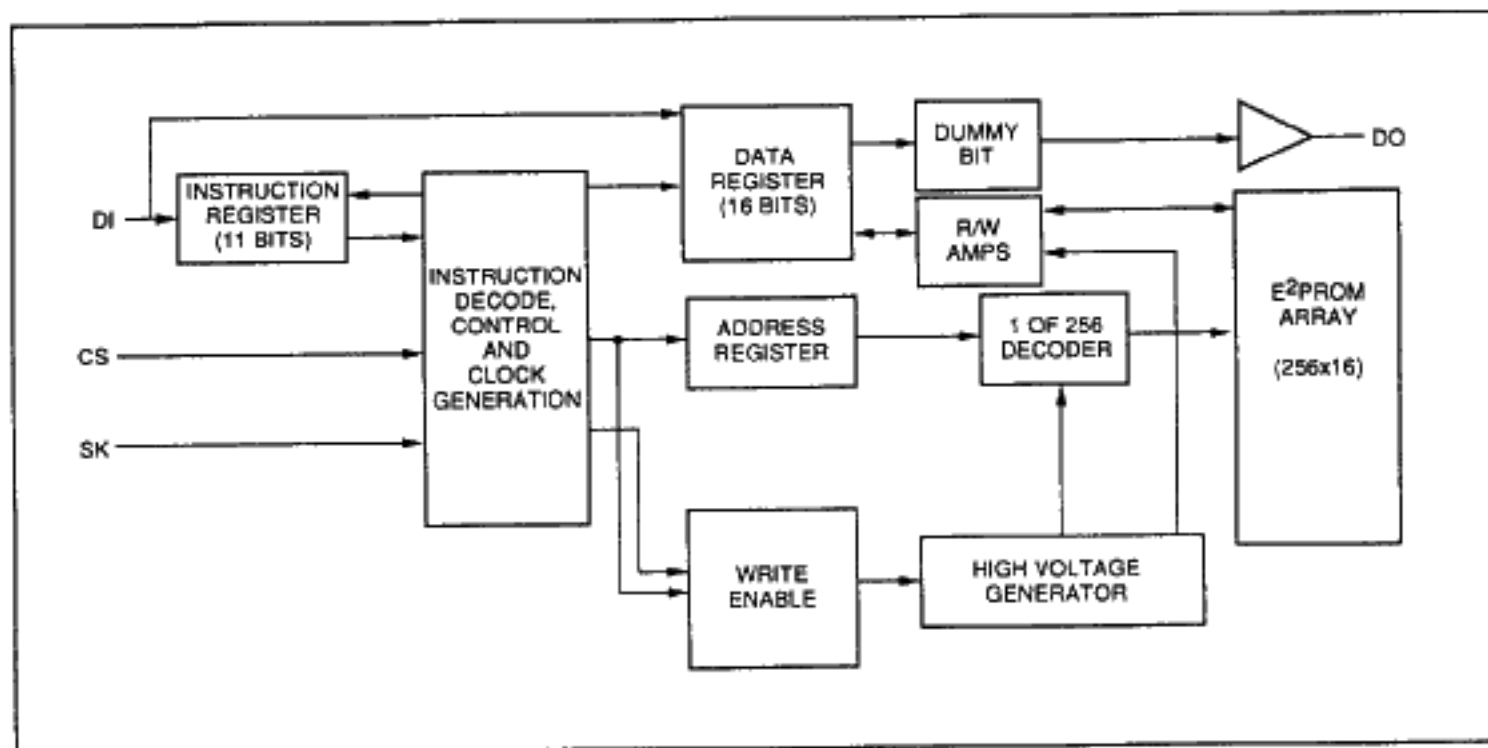 DI
CS
SK
INSTRUCTION
REGISTER
(11 BITS)
INSTRUCTION
DECODE,
CONTROL
AND
CLOCK
GENERATION
DATA
REGISTER
(16 BITS)
DUMMY
BIT
R/W
AMPS
ADDRESS
REGISTER
1 OF 256
DECODER
WRITE
ENABLE
HIGH VOLTAGE
GENERATOR
DO
E²PROM
ARRAY
(256x16)